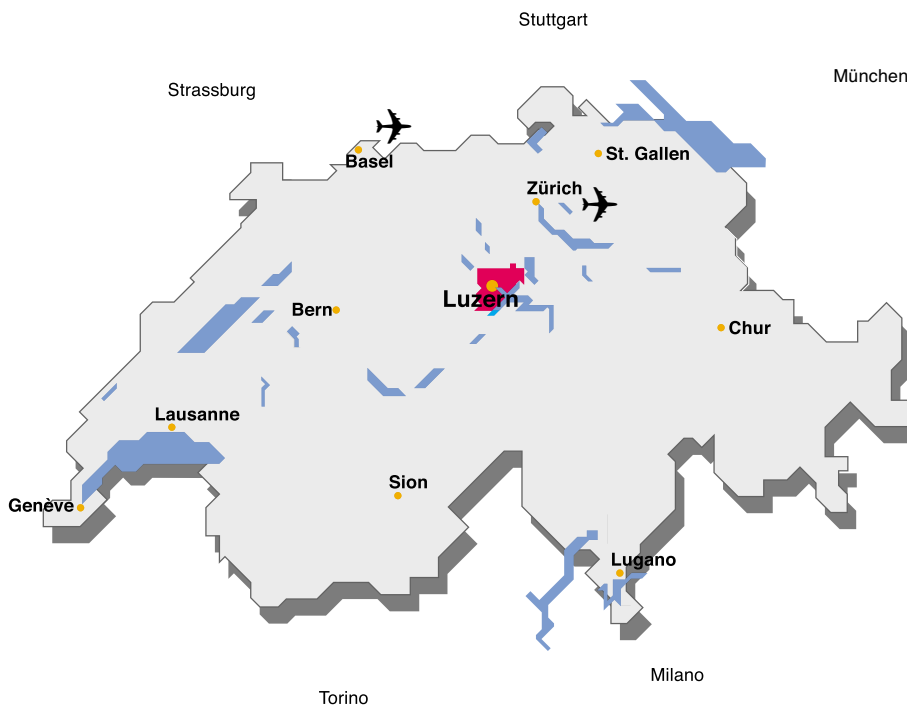 Stuttgart
München
Strassburg
Basel
St. Gallen
Zürich
Luzern
Bern
Chur
Lausanne
Sion
Genève
Lugano
Milano
Torino